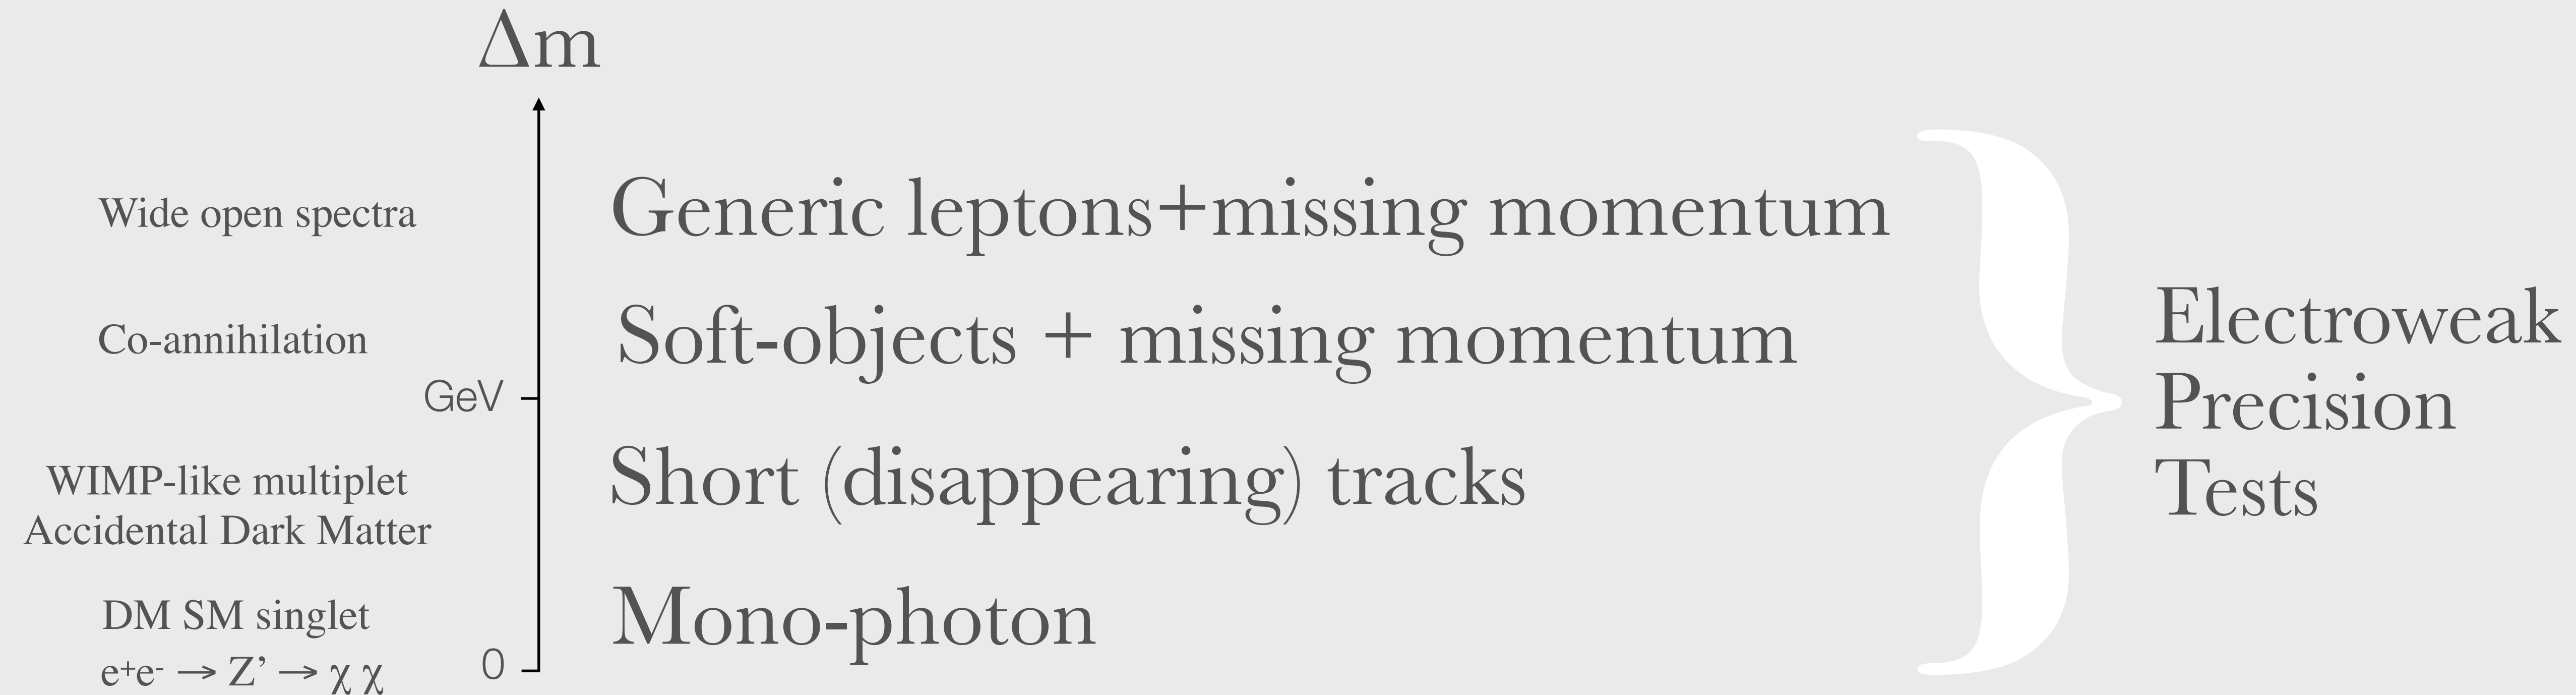 Δm
Wide open spectra
Generic leptons+missing momentum
Co-annihilation
Soft-objects + missing momentum
GeV
WIMP-like multiplet
Accidental Dark Matter
Short (disappearing) tracks
DM SM singlet
e⁺e⁻ → Z’ → χ χ
Mono-photon
0
Electroweak
Precision
Tests